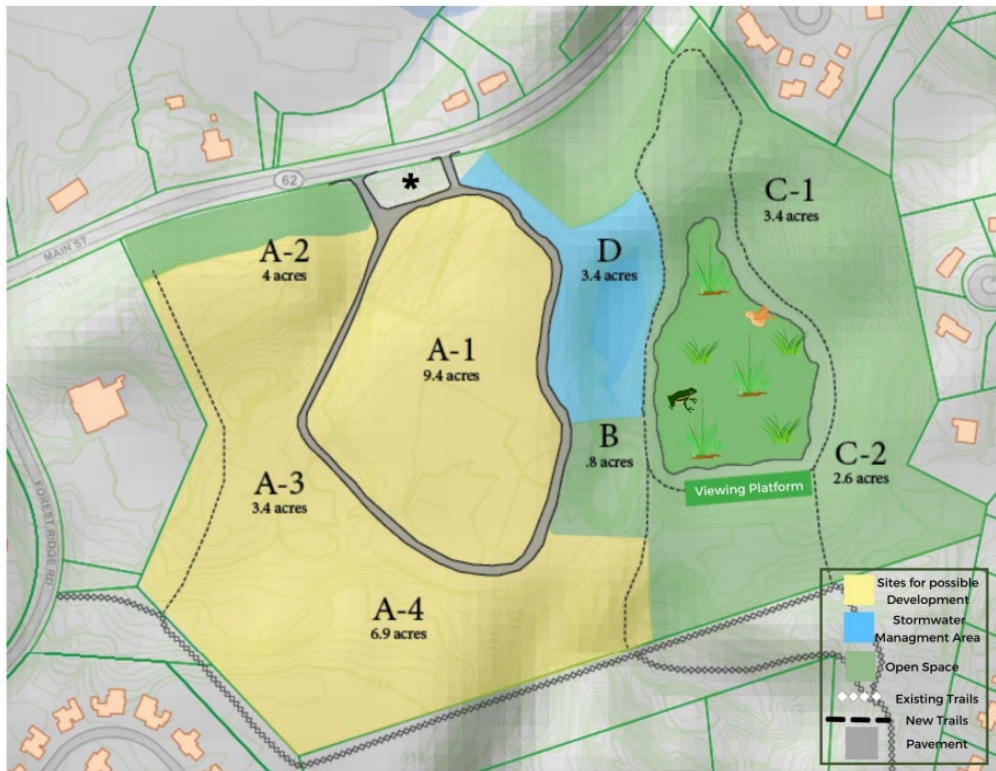 62
MAIN ST
*
A-2
4 acres
C-1
3.4 acres
D
3.4 acres
A-1
9.4 acres
B
.8 acres
C-2
2.6 acres
Viewing Platform
A-3
3.4 acres
FOREST RIDGE RD
A-4
6.9 acres
Sites for possible
Development
Stormwater
Managment Area
Open Space
Existing Trails
New Trails
Pavement